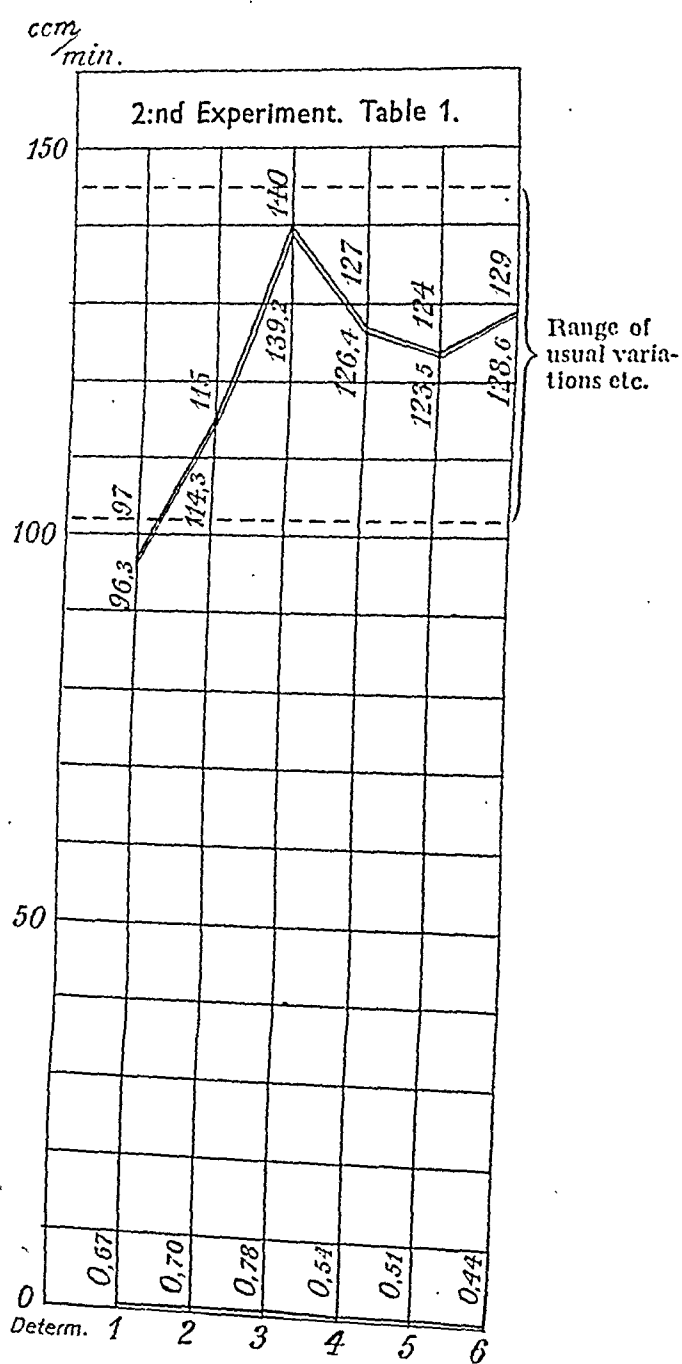 ccm/min.
2:nd Experiment. Table 1.
150
140
127
124
129
139,2
126,4
123,5
128,6
Range of
usual varia-
tions etc.
115
114,3
97
100
96,3
50
0,67 0,70 0,78 0,54 0,51 0,44
0
Determ. 1 2 3 4 5 6